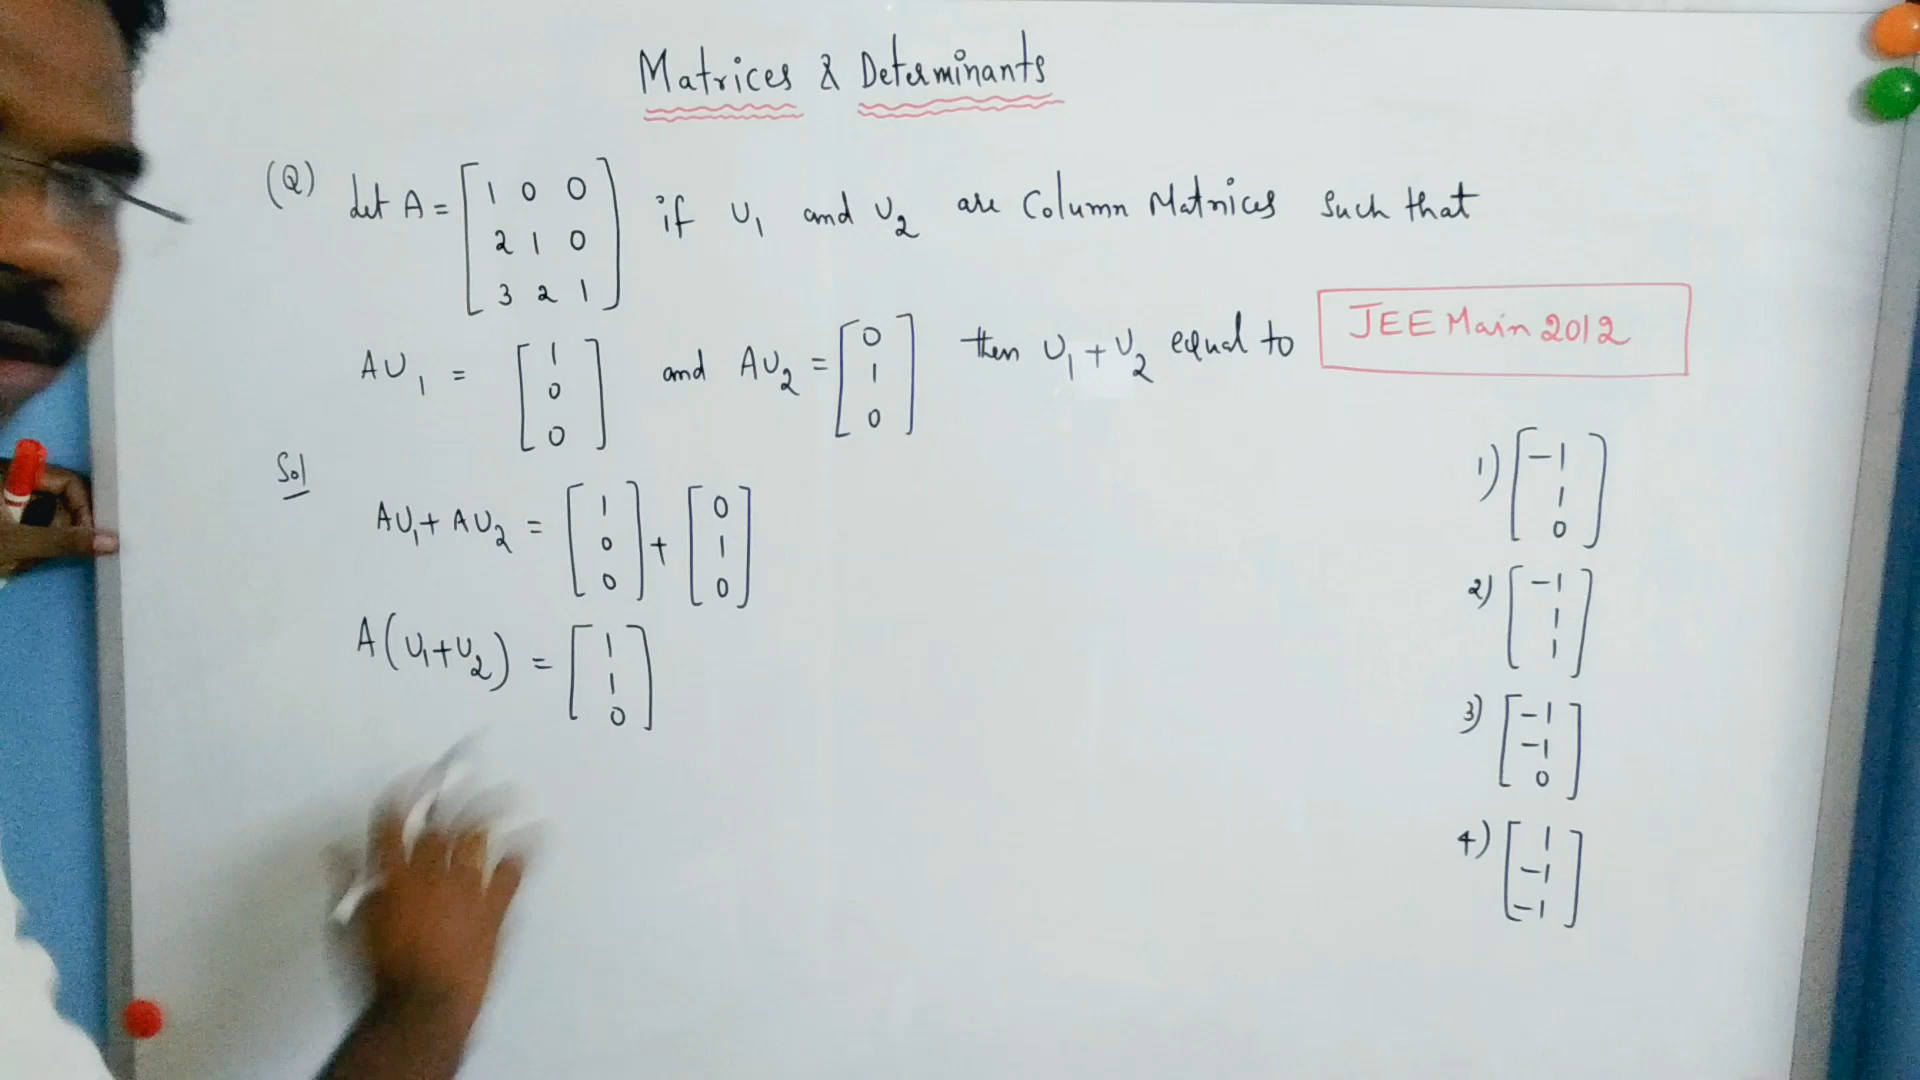 Matrices & Determinants
(Q) Let A = [1 0 0; 2 1 0; 3 2 1] if U₁ and U₂ are Column Matrices Such that
AU₁ = [1; 0; 0] and AU₂ = [0; 1; 0] then U₁ + U₂ equal to JEE Main 2012
Sol
AU₁ + AU₂ = [1; 0; 0] + [0; 1; 0]
A(U₁+U₂) = [1; 1; 0]
1) [-1; 1; 0]
2) [-1; 1; 1]
3) [-1; -1; 0]
4) [1; -1; -1]